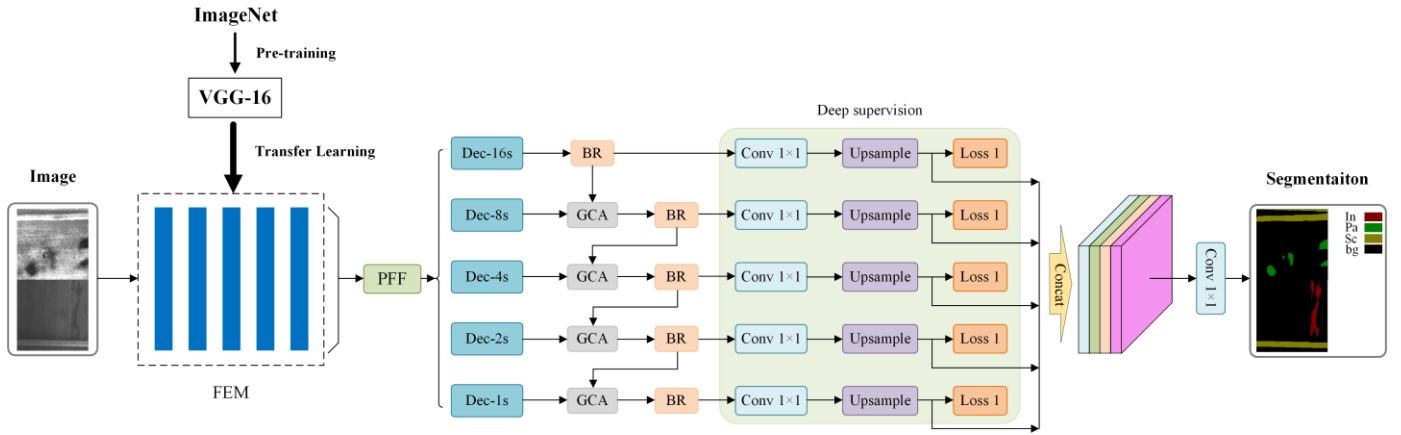 ImageNet
Pre-training
VGG-16
Transfer Learning
Image
FEM
PFF
Deep supervision
Dec-16s BR Conv 1×1 Upsample Loss 1
Dec-8s GCA BR Conv 1×1 Upsample Loss 1
Dec-4s GCA BR Conv 1×1 Upsample Loss 1
Dec-2s GCA BR Conv 1×1 Upsample Loss 1
Dec-1s GCA BR Conv 1×1 Upsample Loss 1
Concat
Conv 1×1
Segmentaiton
In
Pa
Sc
bg